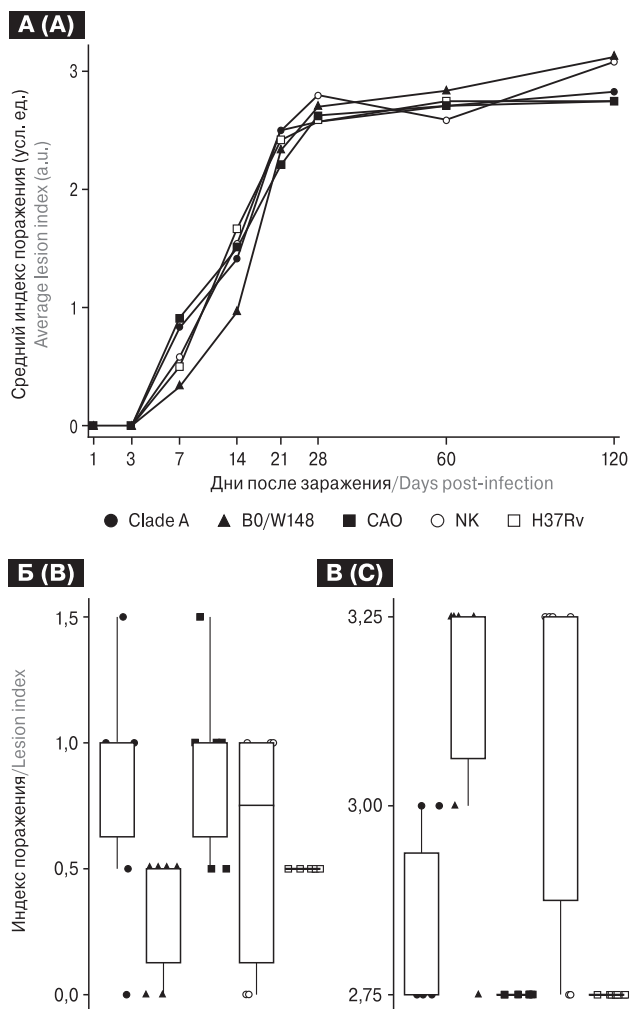 А (A)
Средний индекс поражения (усл. ед.)
Average lesion index (a.u.)
3
2
1
0
1 3 7 14 21 28 60 120
Дни после заражения/Days post-infection
Clade A B0/W148 CAO NK H37Rv
Б (B)
Индекс поражения/Lesion index
1,5
1,0
0,5
0,0
В (C)
3,25
3,00
2,75